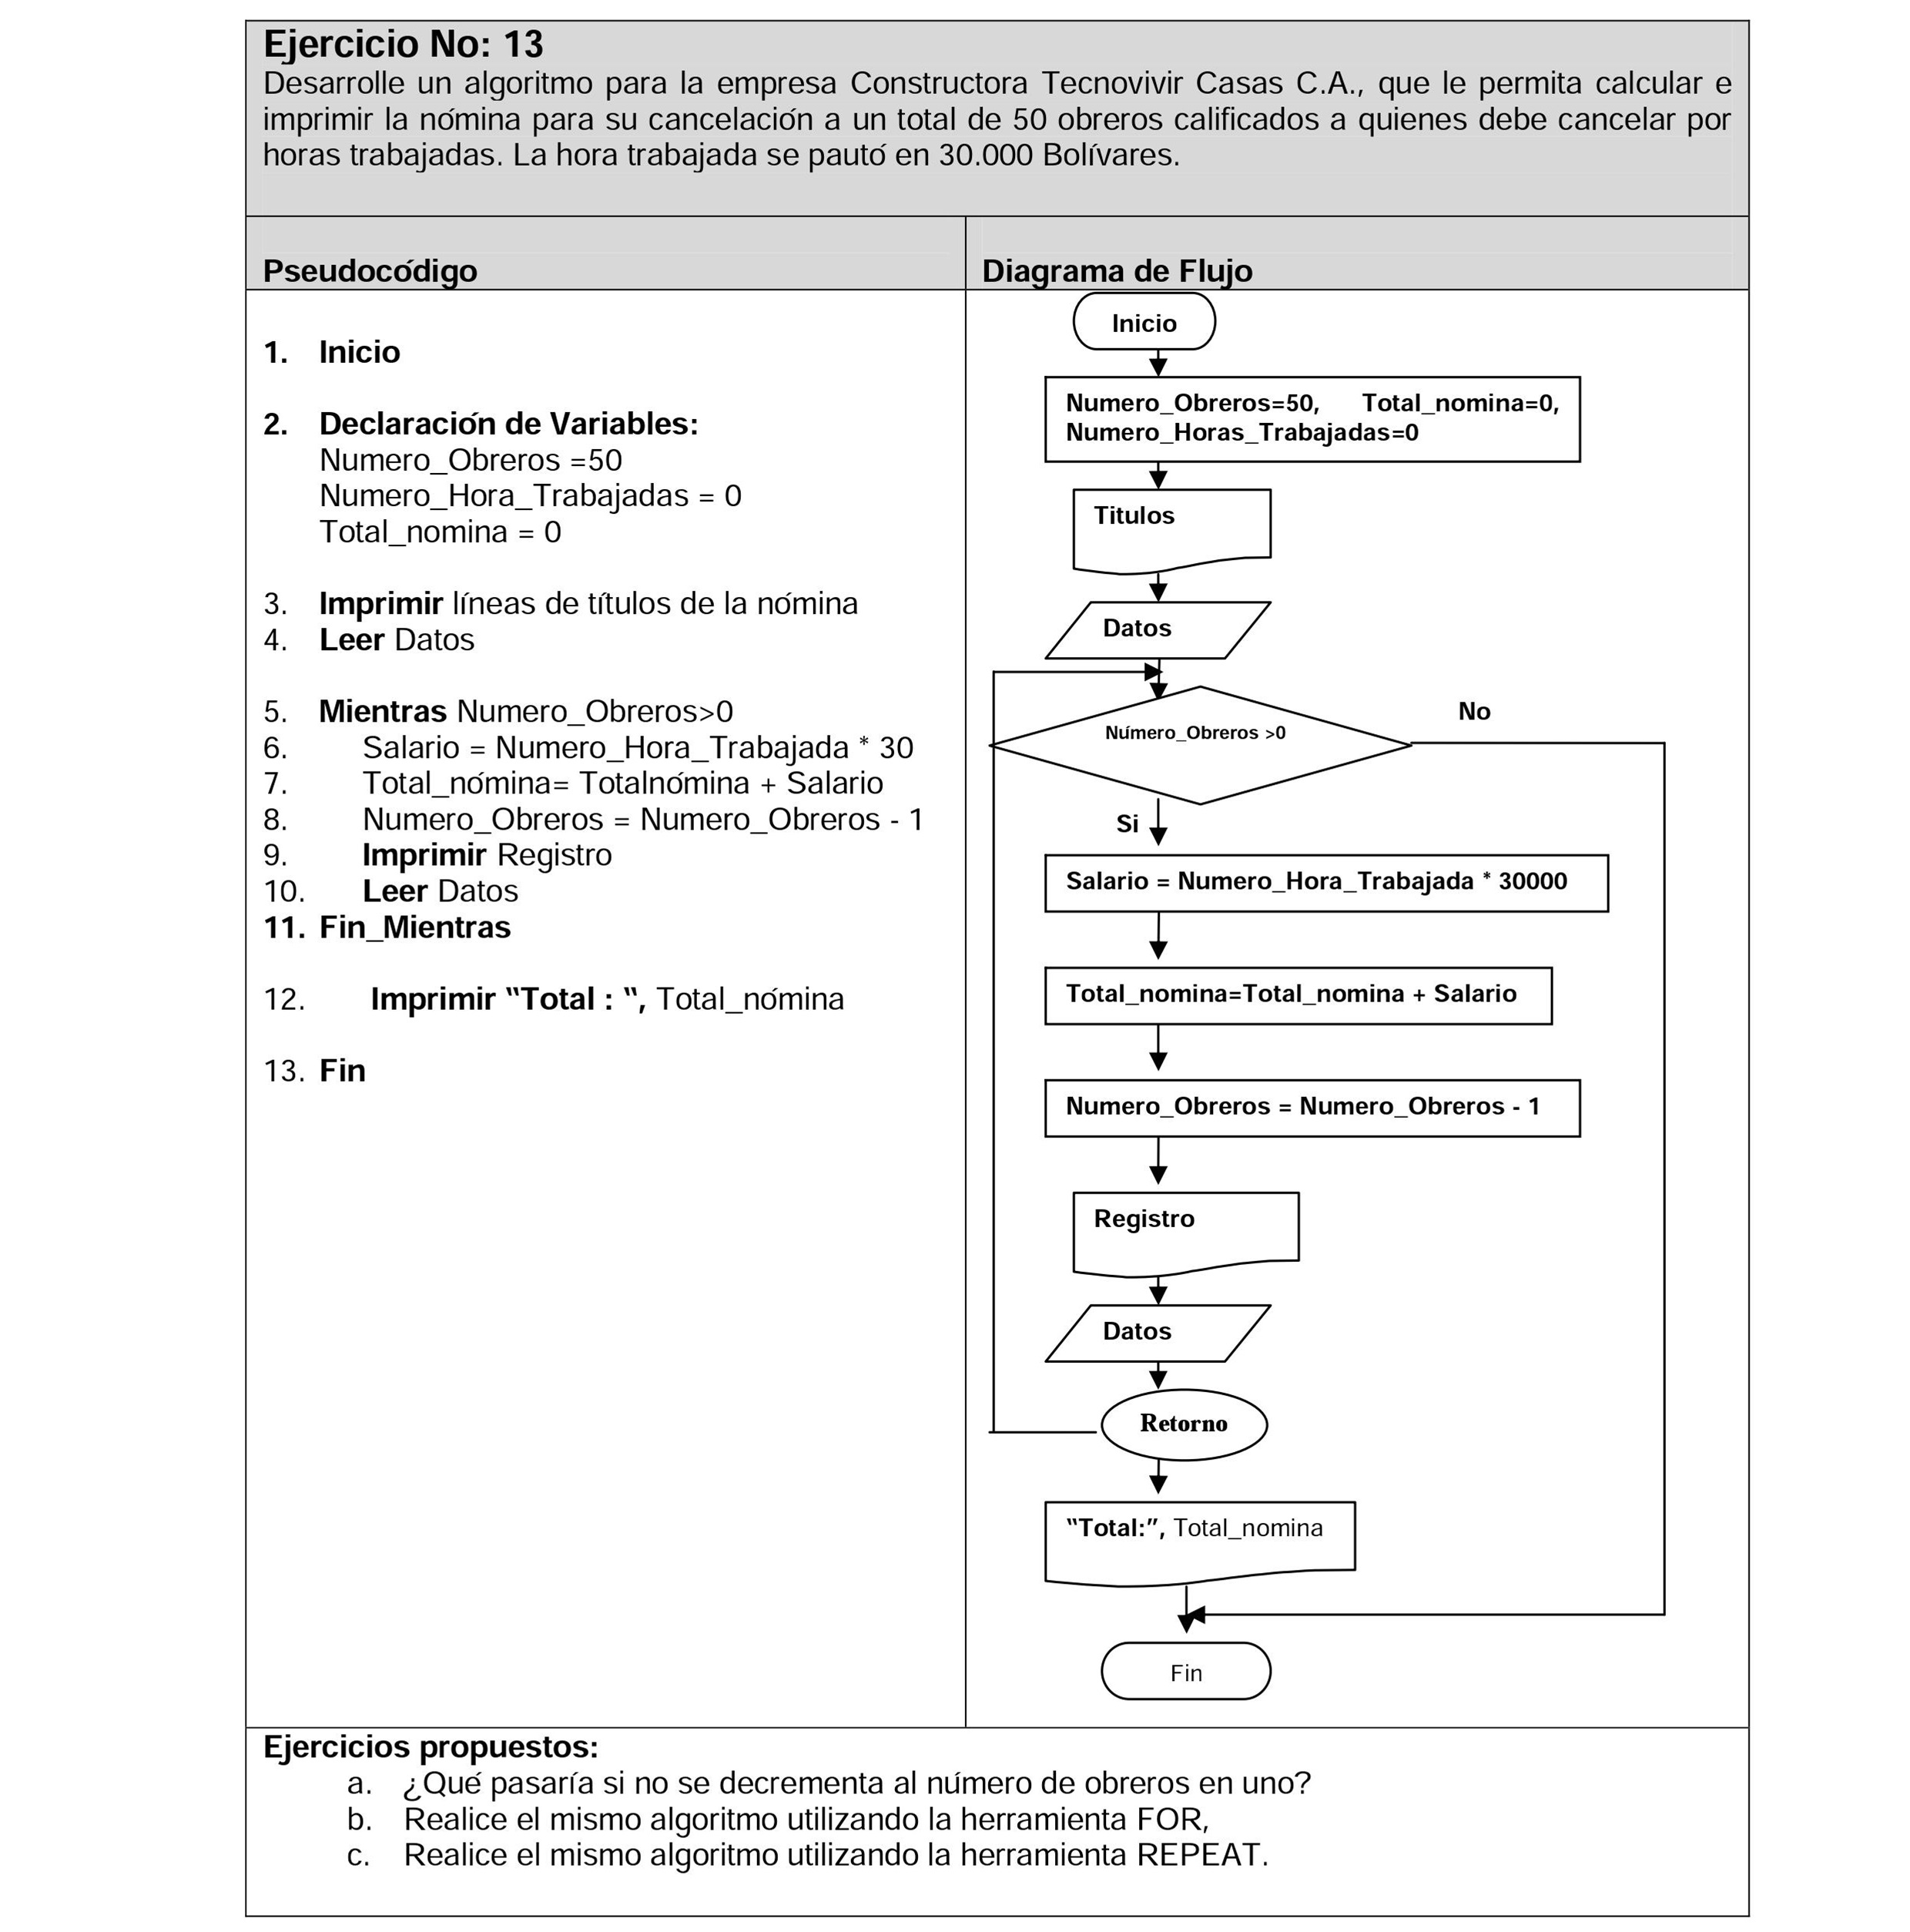 Ejercicio No: 13
Desarrolle un algoritmo para la empresa Constructora Tecnovivir Casas C.A., que le permita calcular e
imprimir la nómina para su cancelación a un total de 50 obreros calificados a quienes debe cancelar por
horas trabajadas. La hora trabajada se pautó en 30.000 Bolívares.
Pseudocódigo
1. Inicio
2. Declaración de Variables:
Numero_Obreros =50
Numero_Hora_Trabajadas = 0
Total_nomina = 0
3. Imprimir líneas de títulos de la nómina
4. Leer Datos
5. Mientras Numero_Obreros>0
6. Salario = Numero_Hora_Trabajada * 30
7. Total_nómina= Totalnómina + Salario
8. Numero_Obreros = Numero_Obreros - 1
9. Imprimir Registro
10. Leer Datos
11. Fin_Mientras
12. Imprimir “Total : “, Total_nómina
13. Fin
Diagrama de Flujo
Inicio
Numero_Obreros=50, Total_nomina=0,
Numero_Horas_Trabajadas=0
Titulos
Datos
Número_Obreros >0
No
Si
Salario = Numero_Hora_Trabajada * 30000
Total_nomina=Total_nomina + Salario
Numero_Obreros = Numero_Obreros - 1
Registro
Datos
Retorno
“Total:”, Total_nomina
Fin
Ejercicios propuestos:
a. ¿Qué pasaría si no se decrementa al número de obreros en uno?
b. Realice el mismo algoritmo utilizando la herramienta FOR,
c. Realice el mismo algoritmo utilizando la herramienta REPEAT.